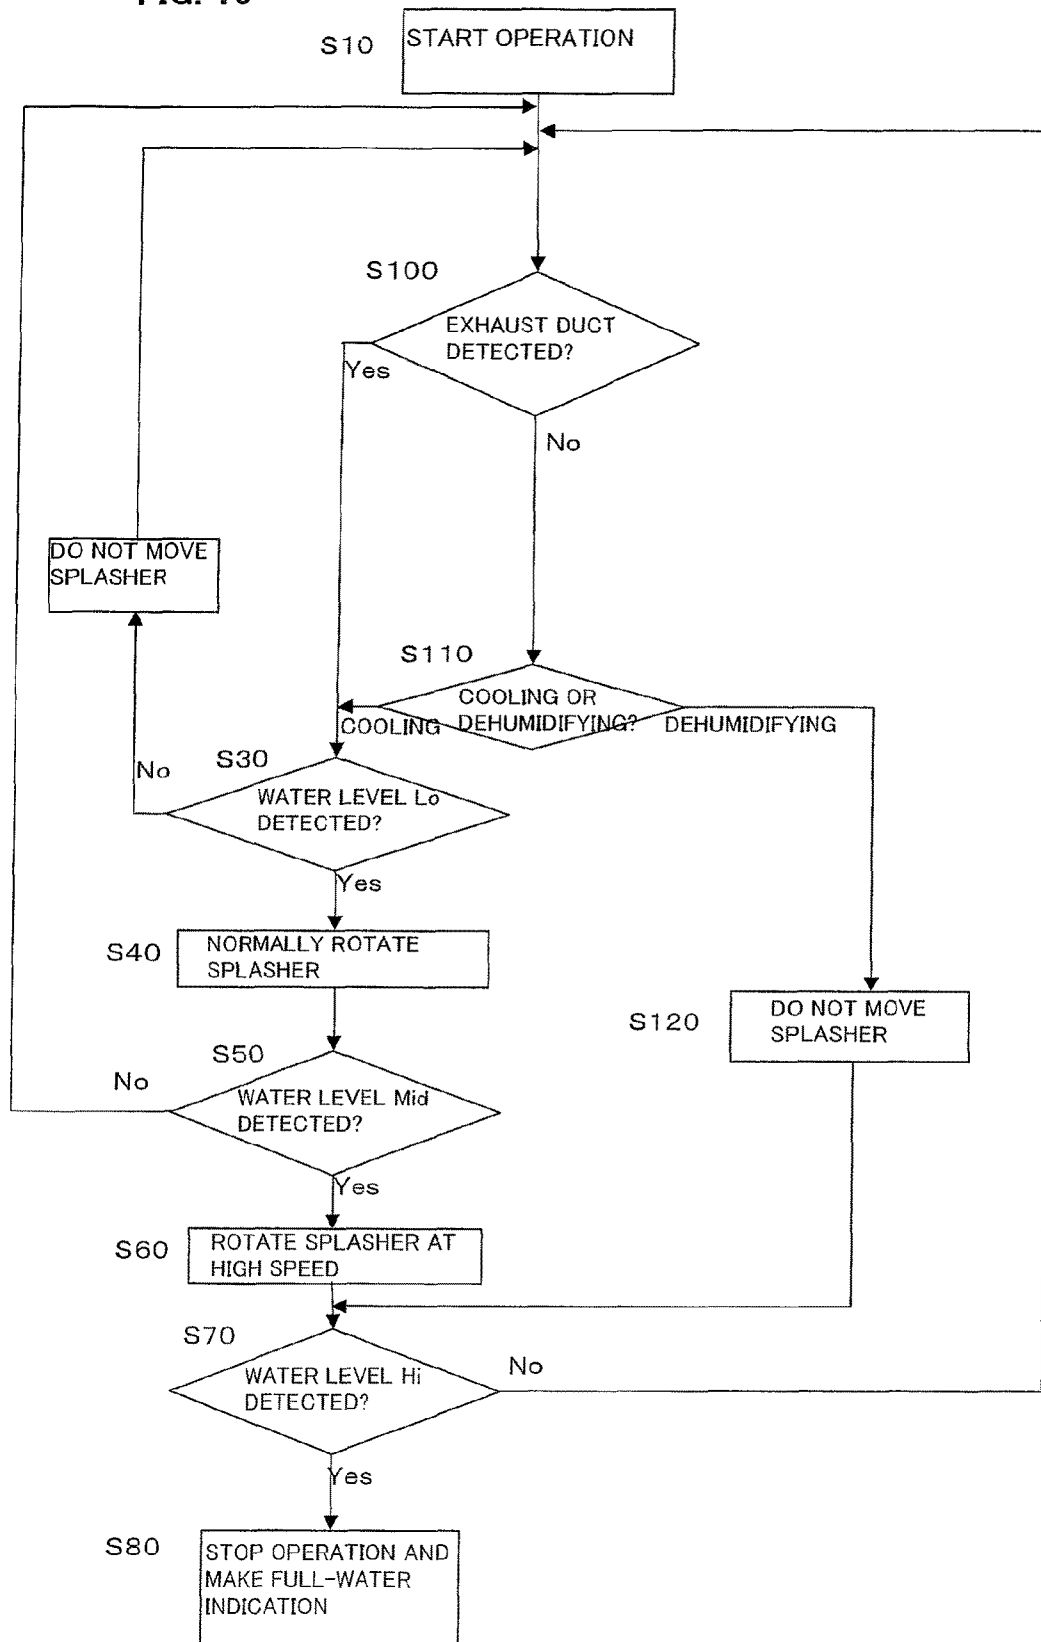 S10
START OPERATION
S100
EXHAUST DUCT
DETECTED?
Yes
No
DO NOT MOVE
SPLASHER
S110
COOLING OR
DEHUMIDIFYING?
COOLING
DEHUMIDIFYING
S30
No
WATER LEVEL Lo
DETECTED?
Yes
S40
NORMALLY ROTATE
SPLASHER
S120
DO NOT MOVE
SPLASHER
S50
No
WATER LEVEL Mid
DETECTED?
Yes
S60
ROTATE SPLASHER AT
HIGH SPEED
S70
WATER LEVEL Hi
DETECTED?
No
Yes
S80
STOP OPERATION AND
MAKE FULL-WATER
INDICATION